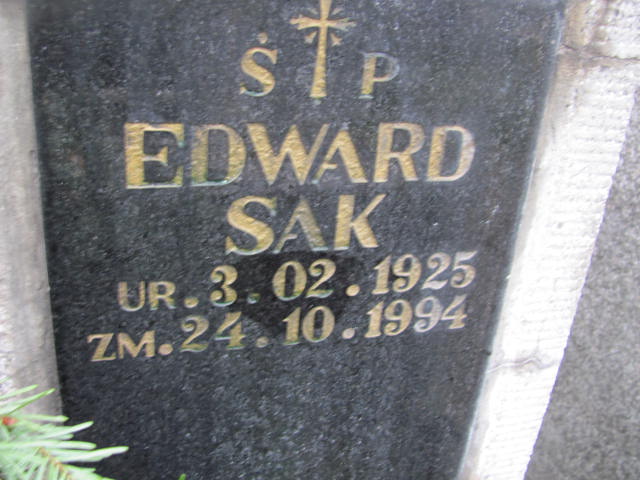 Ś P
EDWARD
SAK
UR. 3. 02. 1925
ZM. 24. 10. 1994